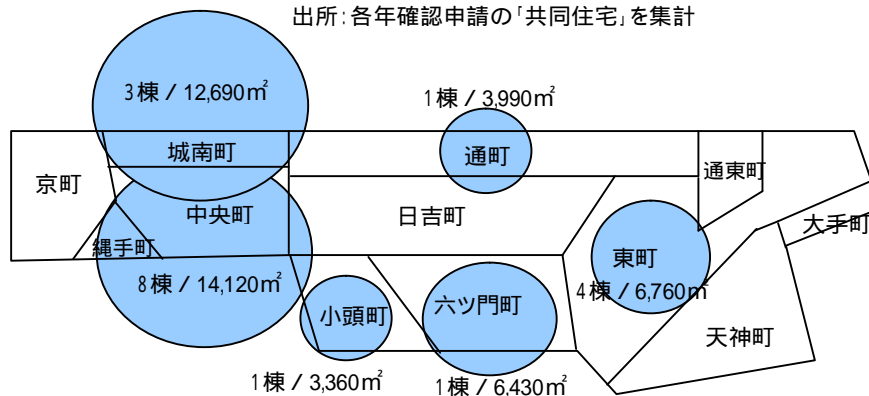 出所：各年確認申請の「共同住宅」を集計
3棟／12,690㎡
1棟／3,990㎡
城南町
通町
通東町
京町
中央町
日吉町
大手町
縄手町
東町
8棟／14,120㎡
4棟／6,760㎡
小頭町
六ツ門町
天神町
1棟／3,360㎡
1棟／6,430㎡